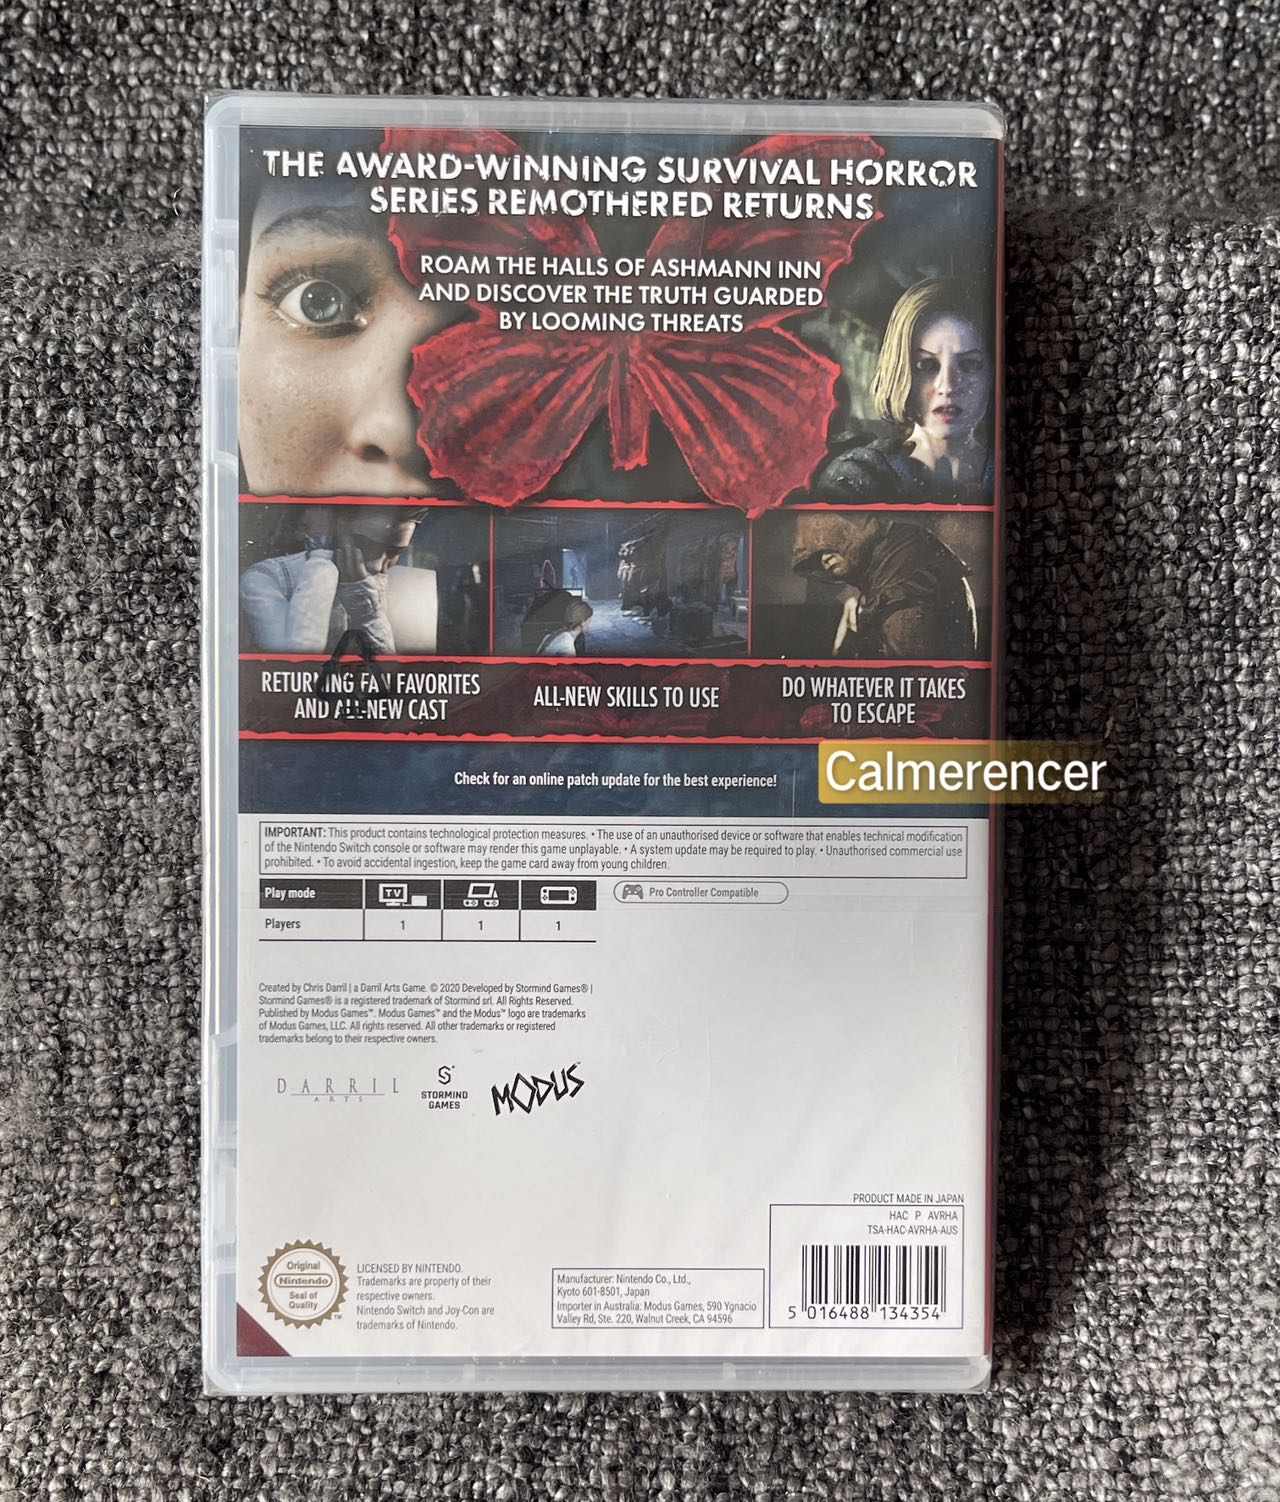 THE AWARD-WINNING SURVIVAL HORROR
SERIES REMOTHERED RETURNS
ROAM THE HALLS OF ASHMANN INN
AND DISCOVER THE TRUTH GUARDED
BY LOOMING THREATS
RETURNING FAN FAVORITES
AND ALL-NEW CAST
ALL-NEW SKILLS TO USE
DO WHATEVER IT TAKES
TO ESCAPE
Check for an online patch update for the best experience!
Calmerencer
IMPORTANT: This product contains technological protection measures. • The use of an unauthorised device or software that enables technical modification
of the Nintendo Switch console or software may render this game unplayable. • A system update may be required to play. • Unauthorised commercial use
prohibited. • To avoid accidental ingestion, keep the game card away from young children.
Play mode TV
Pro Controller Compatible
Players 1 1 1
Created by Chris Darril | a Darril Arts Game. © 2020 Developed by Stormind Games® |
Stormind Games® is a registered trademark of Stormind srl. All Rights Reserved.
Published by Modus Games™. Modus Games™ and the Modus™ logo are trademarks
of Modus Games, LLC. All rights reserved. All other trademarks or registered
trademarks belong to their respective owners.
DARRIL
ARTS
S
STORMIND
GAMES
MODUS™
PRODUCT MADE IN JAPAN
HAC P AVRHA
TSA-HAC-AVRHA-AUS
5 016488 134354
Original
Nintendo
Seal of
Quality
TM
LICENSED BY NINTENDO.
Trademarks are property of their
respective owners.
Nintendo Switch and Joy-Con are
trademarks of Nintendo.
Manufacturer: Nintendo Co., Ltd.,
Kyoto 601-8501, Japan
Importer in Australia: Modus Games, 590 Ygnacio
Valley Rd, Ste. 220, Walnut Creek, CA 94596